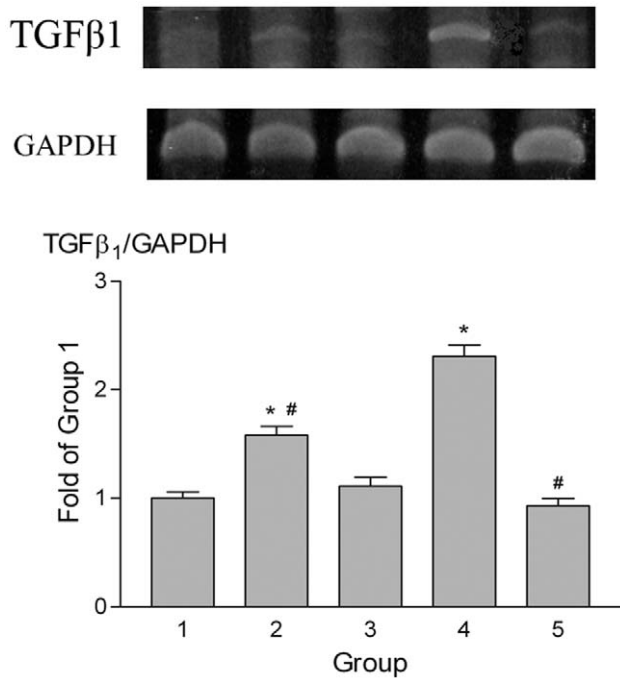 TGFβ1
GAPDH
TGFβ₁/GAPDH
Fold of Group 1
3
2
1
0
* #
*
#
1 2 3 4 5
Group